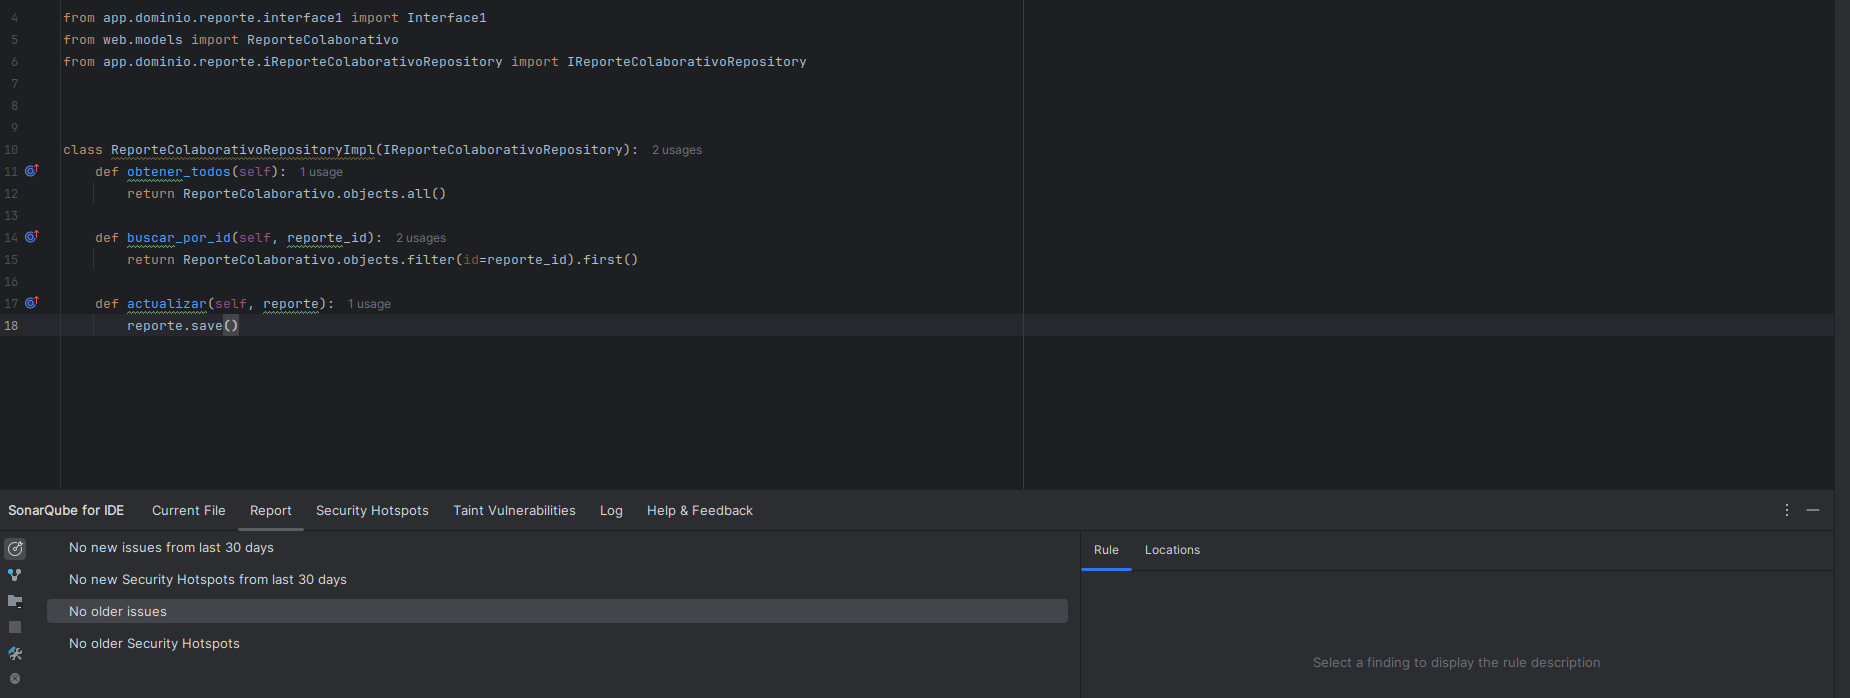 4 from app.dominio.reporte.interface1 import Interface1
5 from web.models import ReporteColaborativo
6 from app.dominio.reporte.iReporteColaborativoRepository import IReporteColaborativoRepository
7
8
9
10 class ReporteColaborativoRepositoryImpl(IReporteColaborativoRepository): 2 usages
11 def obtener_todos(self): 1 usage
12 return ReporteColaborativo.objects.all()
13
14 def buscar_por_id(self, reporte_id): 2 usages
15 return ReporteColaborativo.objects.filter(id=reporte_id).first()
16
17 def actualizar(self, reporte): 1 usage
18 reporte.save()
SonarQube for IDE Current File Report Security Hotspots Taint Vulnerabilities Log Help & Feedback
No new issues from last 30 days
No new Security Hotspots from last 30 days
No older issues
No older Security Hotspots
Rule Locations
Select a finding to display the rule description